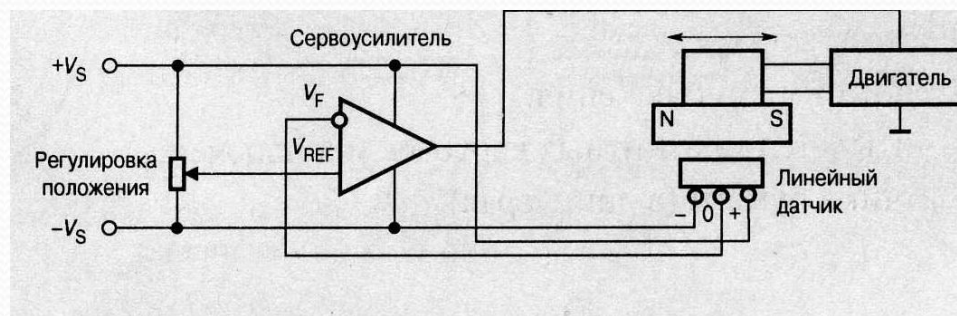 Сервоусилитель
+VS
VF
Двигатель
N S
VREF
Регулировка
положения
Линейный
датчик
− 0 +
−VS